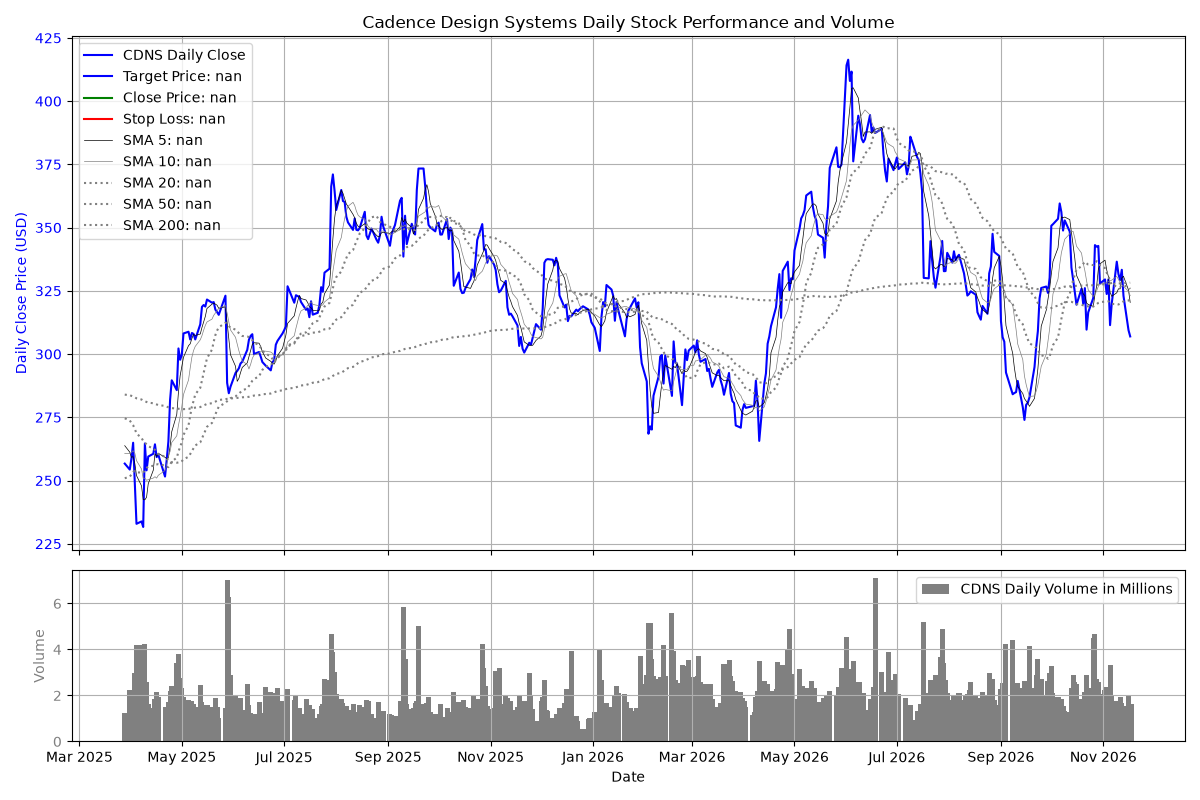 Cadence Design Systems Daily Stock Performance and Volume
Daily Close Price (USD)
425
400
375
350
325
300
275
250
225
CDNS Daily Close
Target Price: nan
Close Price: nan
Stop Loss: nan
SMA 5: nan
SMA 10: nan
SMA 20: nan
SMA 50: nan
SMA 200: nan
Volume
6
4
2
0
CDNS Daily Volume in Millions
Mar 2025 May 2025 Jul 2025 Sep 2025 Nov 2025 Jan 2026 Mar 2026 May 2026 Jul 2026 Sep 2026 Nov 2026
Date